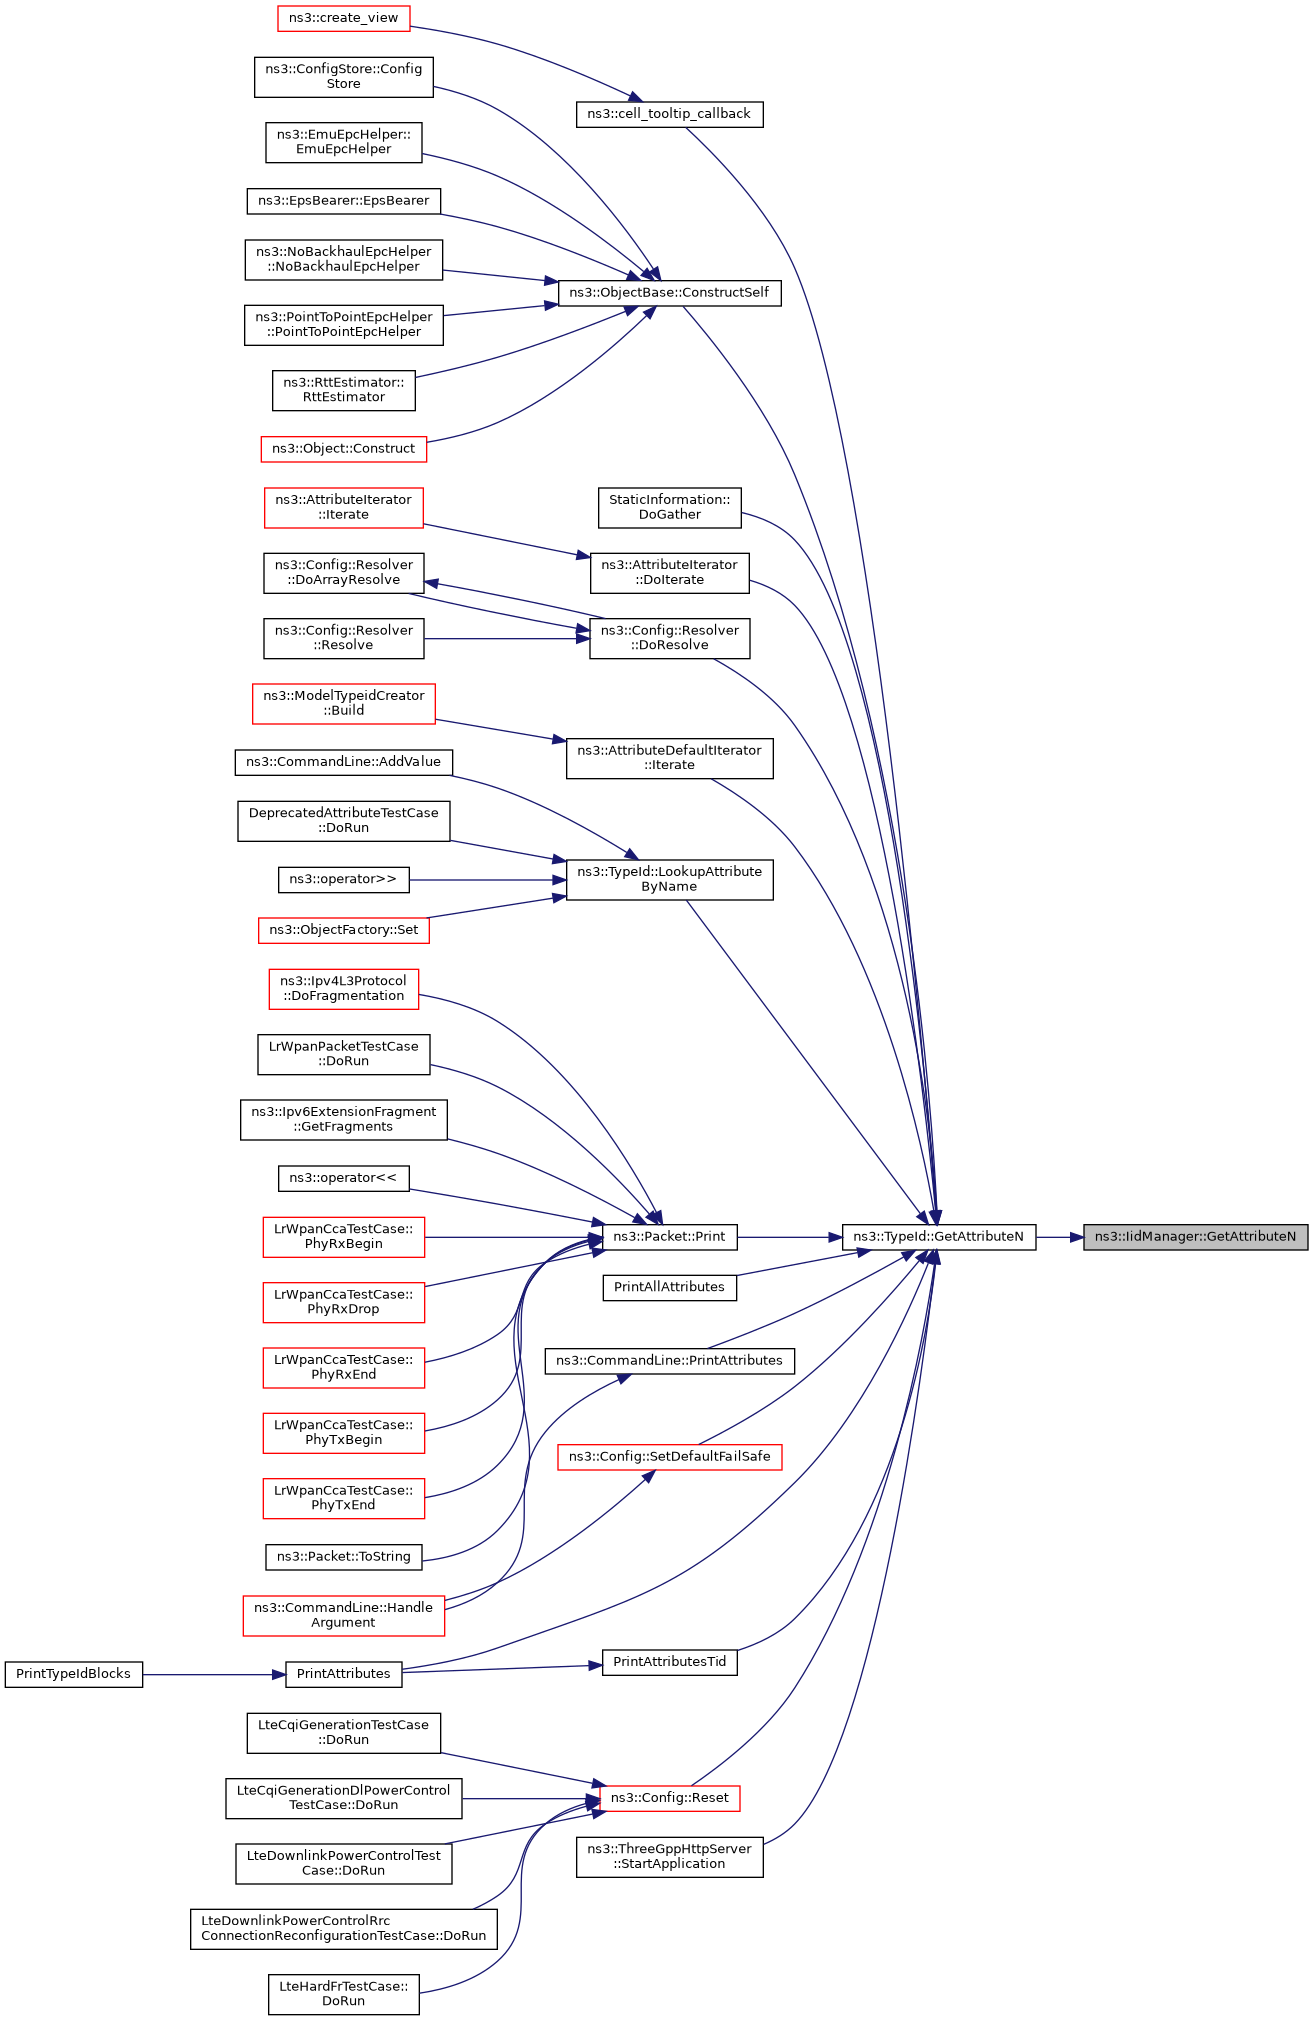 ns3::create_view
ns3::ConfigStore::Config
Store
ns3::cell_tooltip_callback
ns3::EmuEpcHelper::
EmuEpcHelper
ns3::EpsBearer::EpsBearer
ns3::NoBackhaulEpcHelper
::NoBackhaulEpcHelper
ns3::ObjectBase::ConstructSelf
ns3::PointToPointEpcHelper
::PointToPointEpcHelper
ns3::RttEstimator::
RttEstimator
ns3::Object::Construct
ns3::AttributeIterator
::Iterate
StaticInformation::
DoGather
ns3::Config::Resolver
::DoArrayResolve
ns3::AttributeIterator
::DoIterate
ns3::Config::Resolver
::Resolve
ns3::Config::Resolver
::DoResolve
ns3::ModelTypeidCreator
::Build
ns3::AttributeDefaultIterator
::Iterate
ns3::CommandLine::AddValue
DeprecatedAttributeTestCase
::DoRun
ns3::operator>>
ns3::TypeId::LookupAttribute
ByName
ns3::ObjectFactory::Set
ns3::Ipv4L3Protocol
::DoFragmentation
LrWpanPacketTestCase
::DoRun
ns3::Ipv6ExtensionFragment
::GetFragments
ns3::operator<<
LrWpanCcaTestCase::
PhyRxBegin
ns3::Packet::Print
ns3::TypeId::GetAttributeN
ns3::IidManager::GetAttributeN
LrWpanCcaTestCase::
PhyRxDrop
PrintAllAttributes
LrWpanCcaTestCase::
PhyRxEnd
ns3::CommandLine::PrintAttributes
LrWpanCcaTestCase::
PhyTxBegin
ns3::Config::SetDefaultFailSafe
LrWpanCcaTestCase::
PhyTxEnd
ns3::Packet::ToString
ns3::CommandLine::Handle
Argument
PrintTypeIdBlocks
PrintAttributes
PrintAttributesTid
LteCqiGenerationTestCase
::DoRun
LteCqiGenerationDlPowerControl
TestCase::DoRun
ns3::Config::Reset
LteDownlinkPowerControlTest
Case::DoRun
ns3::ThreeGppHttpServer
::StartApplication
LteDownlinkPowerControlRrc
ConnectionReconfigurationTestCase::DoRun
LteHardFrTestCase::
DoRun